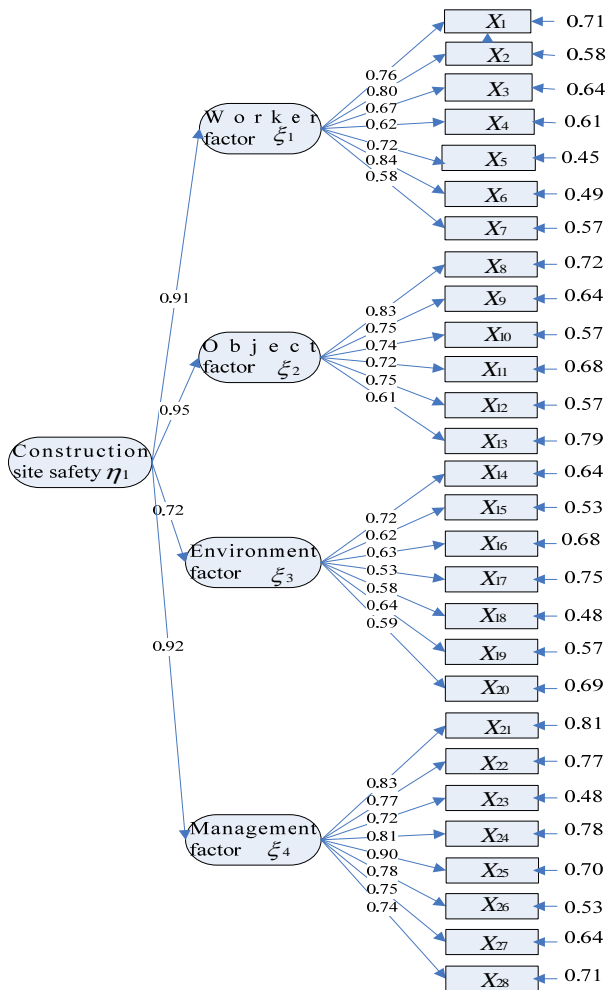 X1
0.71
X2
0.58
X3
0.64
X4
0.61
X5
0.45
X6
0.49
X7
0.57
0.76
0.80
0.67
0.62
0.72
0.84
0.58
Worker
factor ξ1
X8
0.72
X9
0.64
X10
0.57
X11
0.68
X12
0.57
X13
0.79
0.83
0.75
0.74
0.72
0.75
0.61
Object
factor ξ2
0.91
0.95
0.72
0.92
Construction
site safety η1
X14
0.64
X15
0.53
X16
0.68
X17
0.75
X18
0.48
X19
0.57
X20
0.69
0.72
0.62
0.63
0.53
0.58
0.64
0.59
Environment
factor ξ3
X21
0.81
X22
0.77
X23
0.48
X24
0.78
X25
0.70
X26
0.53
X27
0.64
X28
0.71
0.83
0.77
0.72
0.81
0.90
0.78
0.75
0.74
Management
factor ξ4